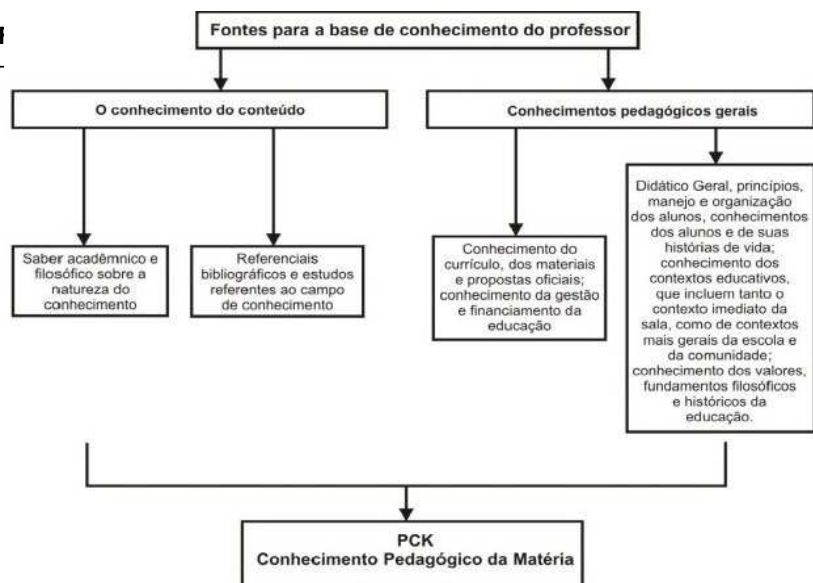 Fontes para a base de conhecimento do professor
O conhecimento do conteúdo
Conhecimentos pedagógicos gerais
Saber acadêmnico e
filosófico sobre a
natureza do
conhecimento
Referenciais
bibliográficos e estudos
referentes ao campo
de conhecimento
Conhecimento do
currículo, dos materiais
e propostas oficiais;
conhecimento da gestão
e financiamento da
educação
Didático Geral, princípios,
manejo e organização
dos alunos, conhecimentos
dos alunos e de suas
histórias de vida;
conhecimento dos
contextos educativos,
que incluem tanto o
contexto imediato da
sala, como de contextos
mais gerais da escola e
da comunidade;
conhecimento dos valores,
fundamentos filosóficos
e históricos da
educação.
PCK
Conhecimento Pedagógico da Matéria